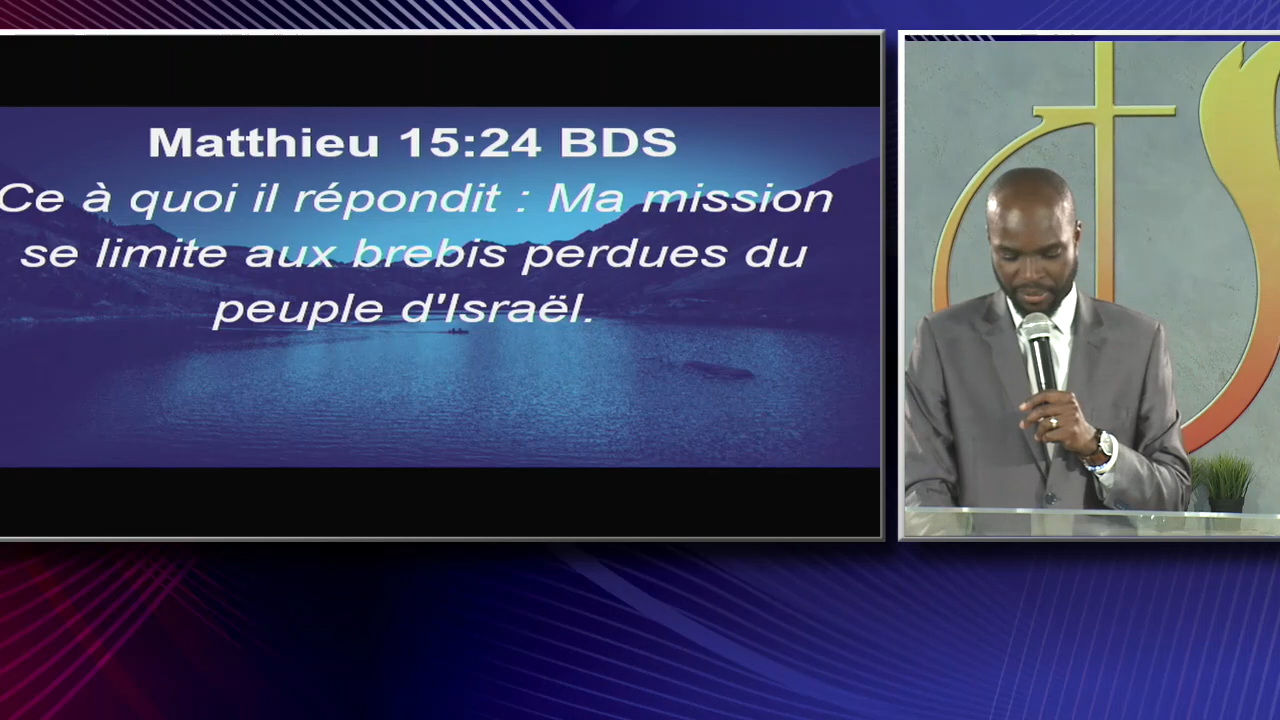 Matthieu 15:24 BDS
Ce à quoi il répondit : Ma mission
se limite aux brebis perdues du
peuple d'Israël.